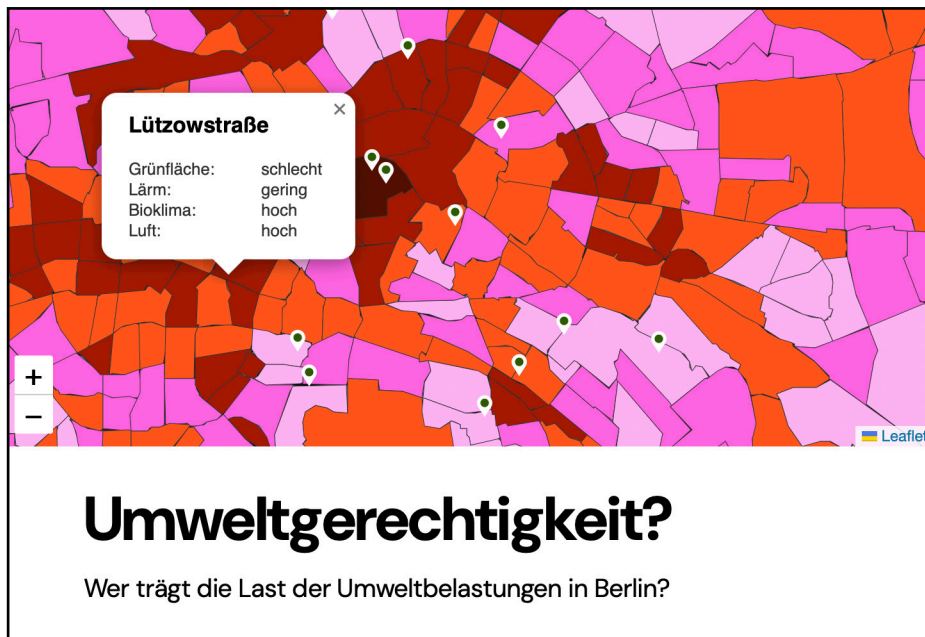 Lützowstraße
×
Grünfläche: schlecht
Lärm: gering
Bioklima: hoch
Luft: hoch
+
−
Leaflet
Umweltgerechtigkeit?
Wer trägt die Last der Umweltbelastungen in Berlin?